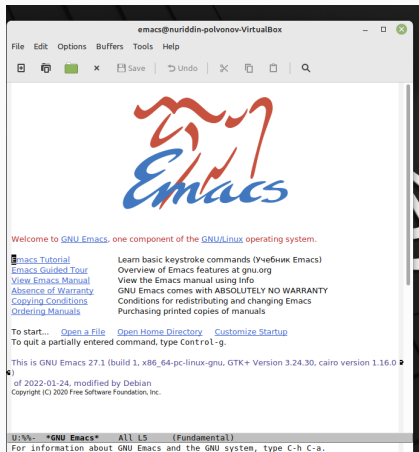 emacs@nuriddin-polvonov-VirtualBox
File Edit Options Buffers Tools Help
Save Undo
Emacs
Welcome to GNU Emacs, one component of the GNU/Linux operating system.
Emacs Tutorial Learn basic keystroke commands (Учебник Emacs)
Emacs Guided Tour Overview of Emacs features at gnu.org
View Emacs Manual View the Emacs manual using Info
Absence of Warranty GNU Emacs comes with ABSOLUTELY NO WARRANTY
Copying Conditions Conditions for redistributing and changing Emacs
Ordering Manuals Purchasing printed copies of manuals
To start... Open a File Open Home Directory Customize Startup
To quit a partially entered command, type Control-g.
This is GNU Emacs 27.1 (build 1, x86_64-pc-linux-gnu, GTK+ Version 3.24.30, cairo version 1.16.0
)
of 2022-01-24, modified by Debian
Copyright (C) 2020 Free Software Foundation, Inc.
U:%%- *GNU Emacs* All L5 (Fundamental)
For information about GNU Emacs and the GNU system, type C-h C-a.